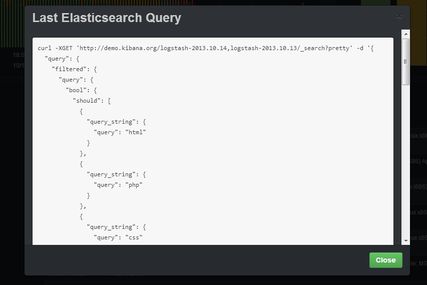 Last Elasticsearch Query
curl -XGET 'http://demo.kibana.org/logstash-2013.10.14,logstash-2013.10.13/_search?pretty' -d '{
"query": {
"filtered": {
"query": {
"bool": {
"should": [
{
"query_string": {
"query": "html"
}
},
{
"query_string": {
"query": "php"
}
},
{
"query_string": {
"query": "css"
Close